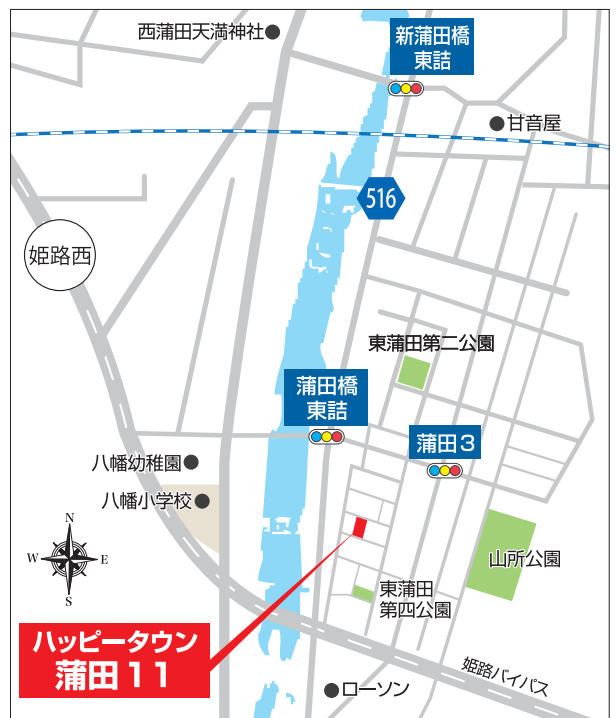 西蒲田天満神社
新蒲田橋
東詰
甘音屋
516
姫路西
東蒲田第二公園
蒲田橋
東詰
蒲田3
八幡幼稚園
八幡小学校
N
W
E
S
山所公園
東蒲田
第四公園
ハッピータウン
蒲田11
姫路バイパス
ローソン